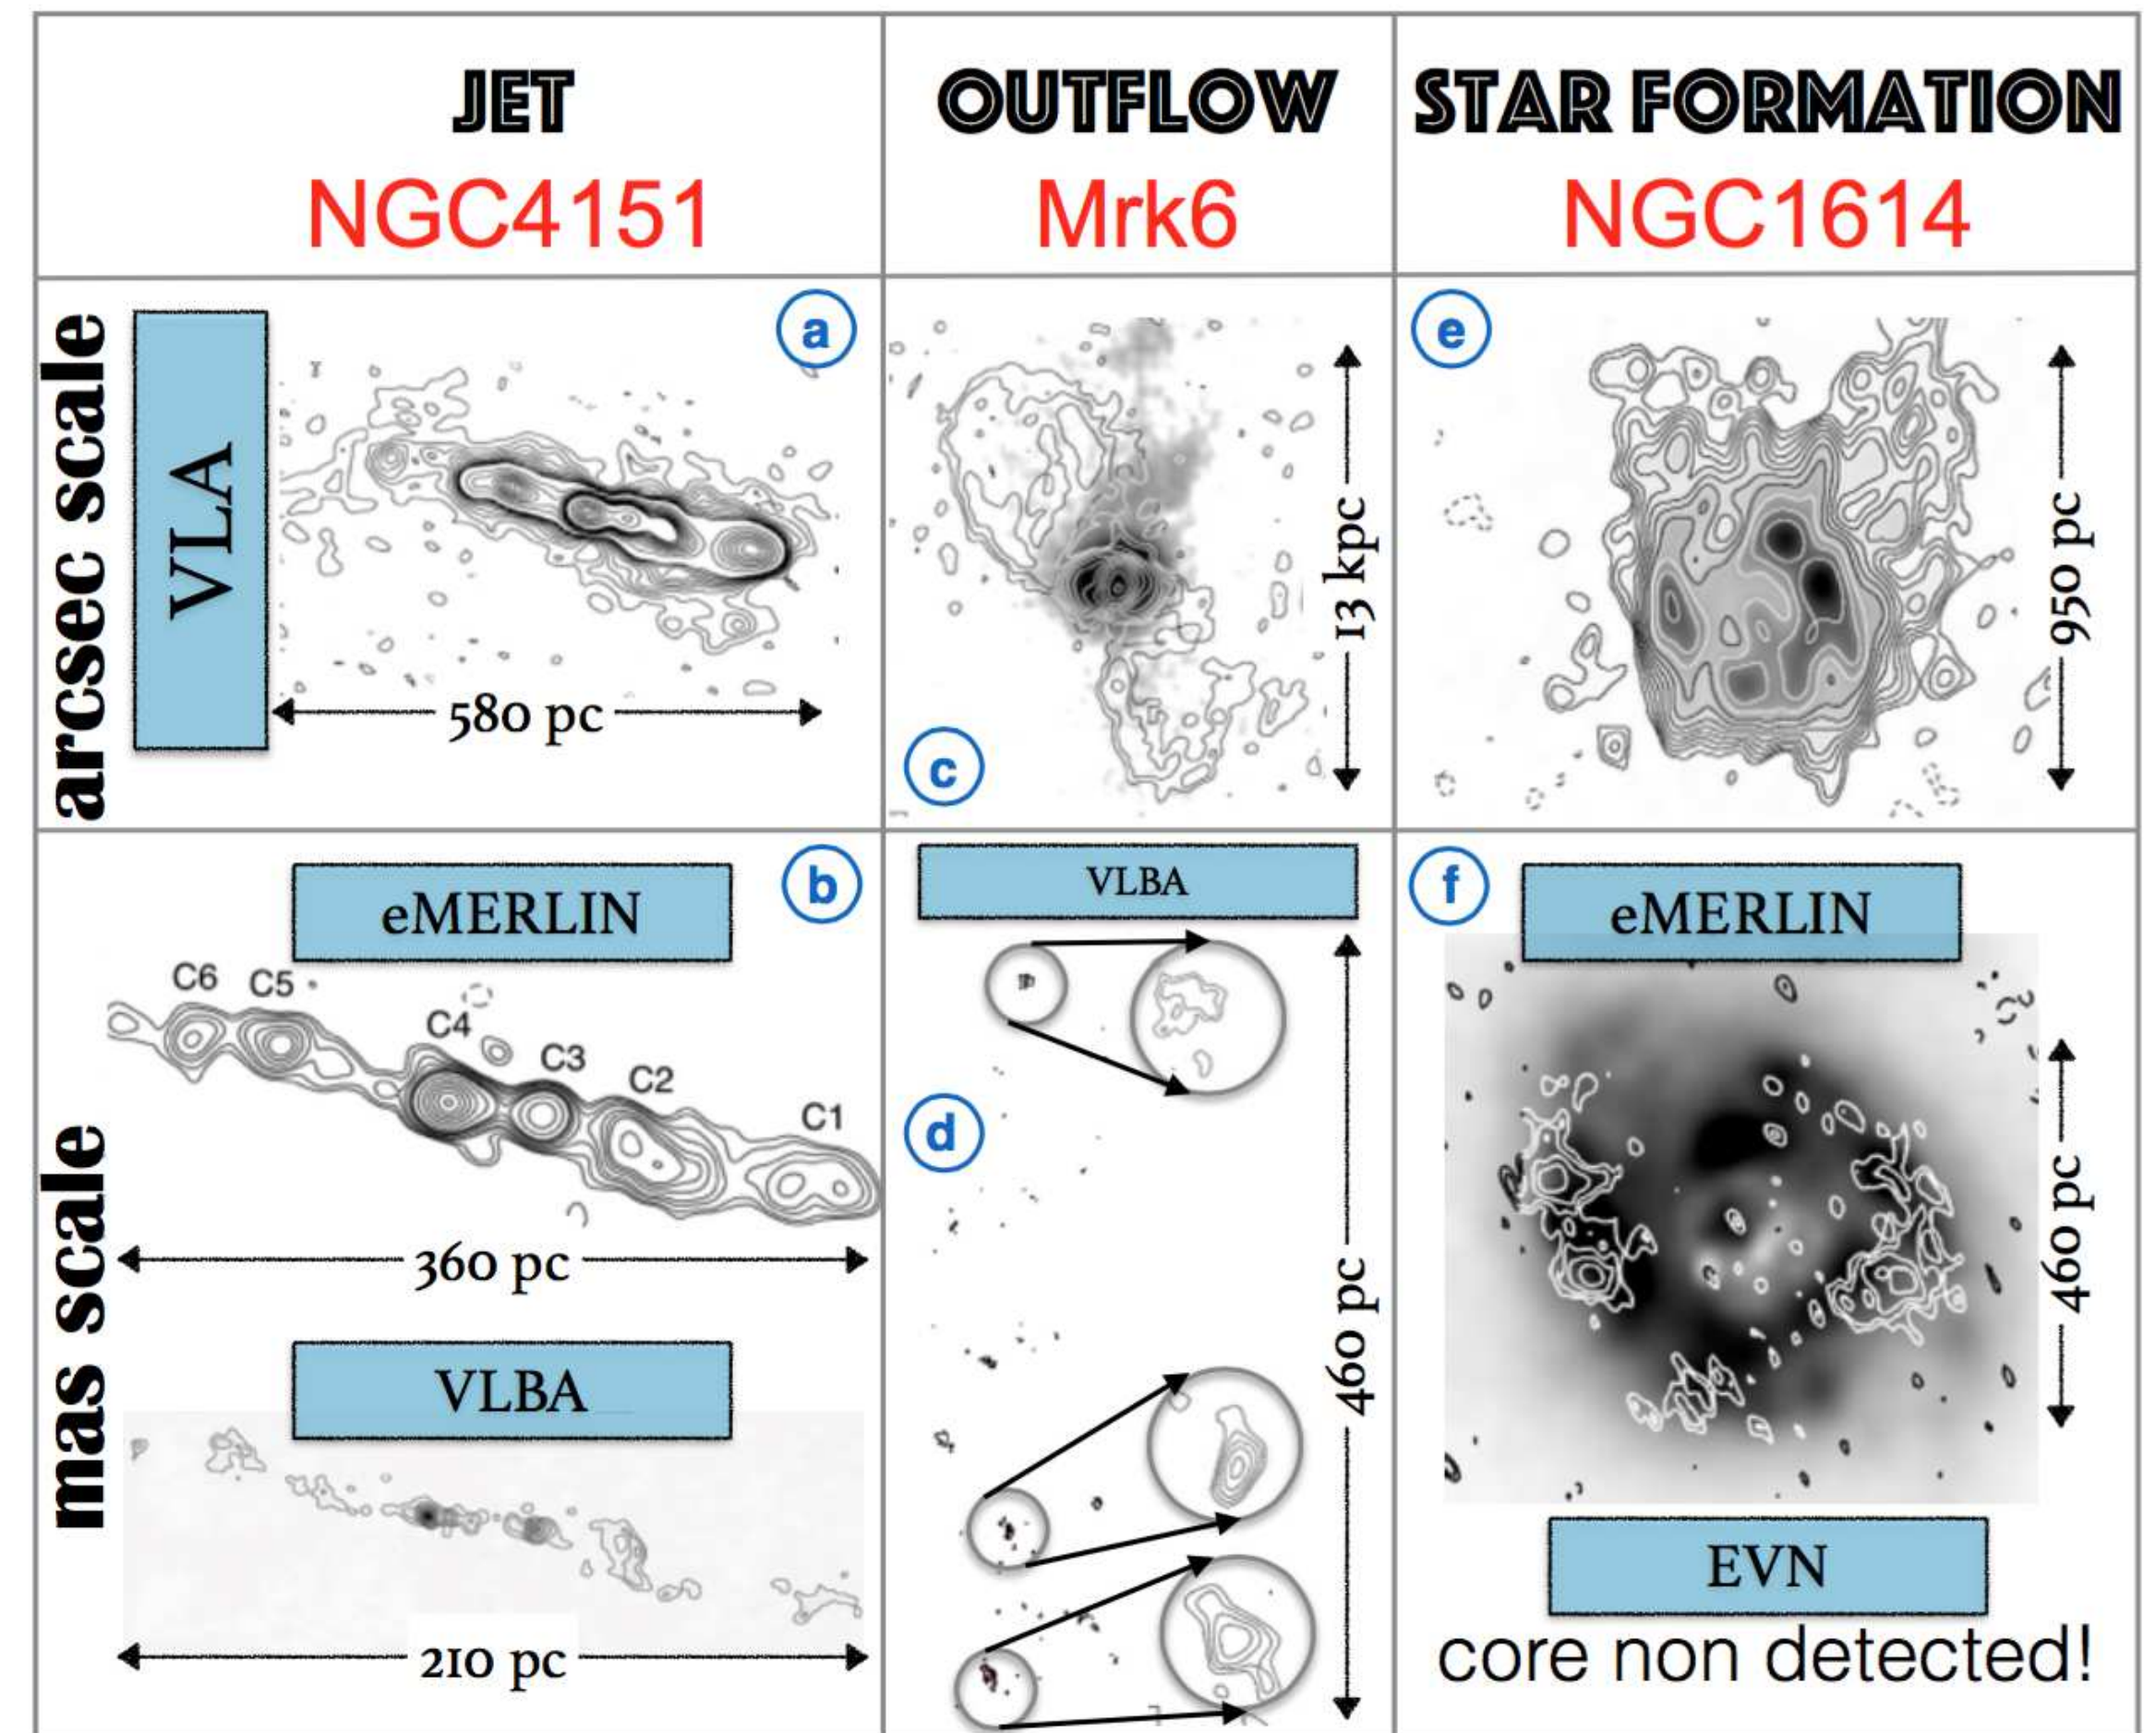 JET
NGC4151
OUTFLOW
Mrk6
STAR FORMATION
NGC1614
arcsec scale
VLA
a
580 pc
c
13 kpc
e
950 pc
mas scale
eMERLIN
b
C6
C5
C4
C3
C2
C1
360 pc
VLBA
210 pc
VLBA
d
460 pc
f
eMERLIN
460 pc
EVN
core non detected!